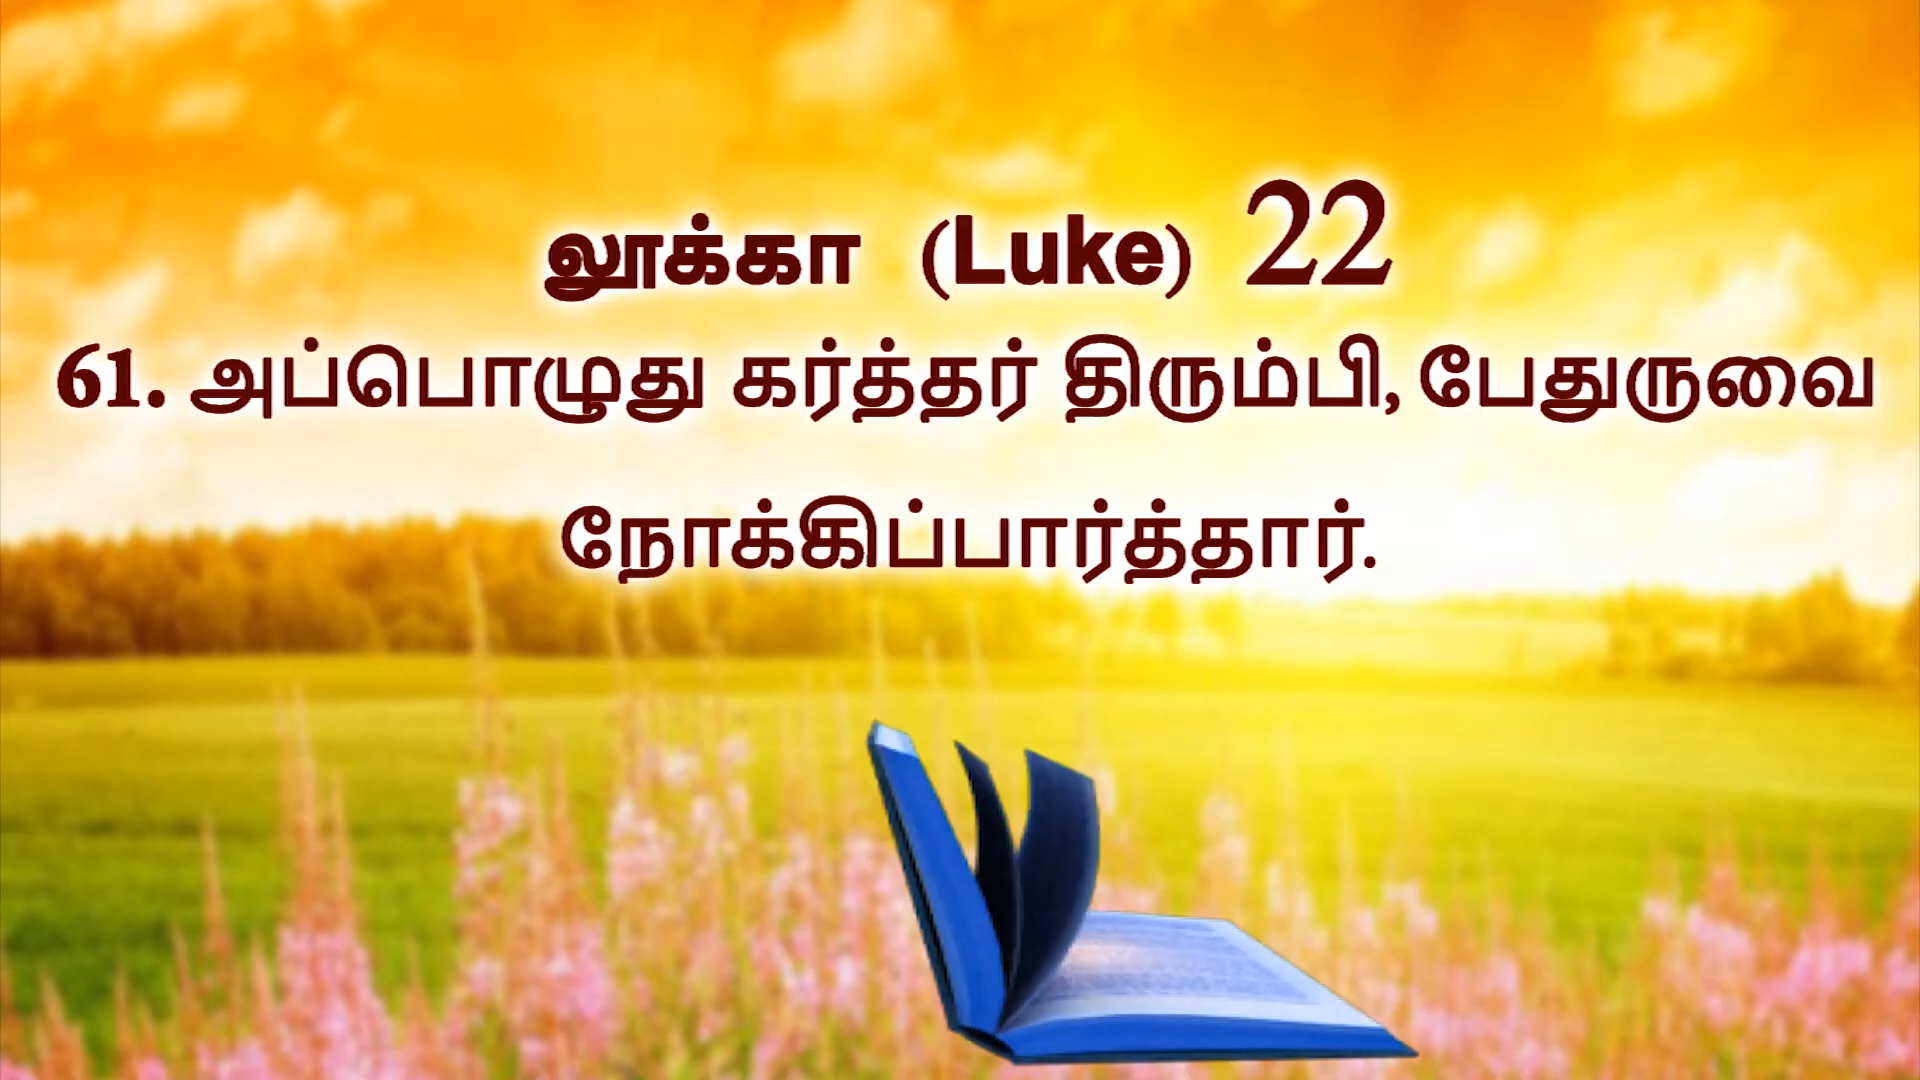 லூக்கா (Luke) 22
61. அப்பொழுது கர்த்தர் திரும்பி, பேதுருவை
நோக்கிப்பார்த்தார்.